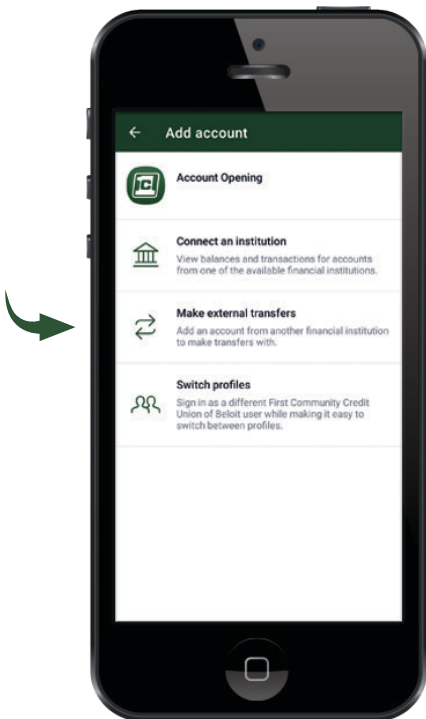 Add account
Account Opening
Connect an institution
View balances and transactions for accounts
from one of the available financial institutions.
Make external transfers
Add an account from another financial institution
to make transfers with.
Switch profiles
Sign in as a different First Community Credit
Union of Beloit user while making it easy to
switch between profiles.